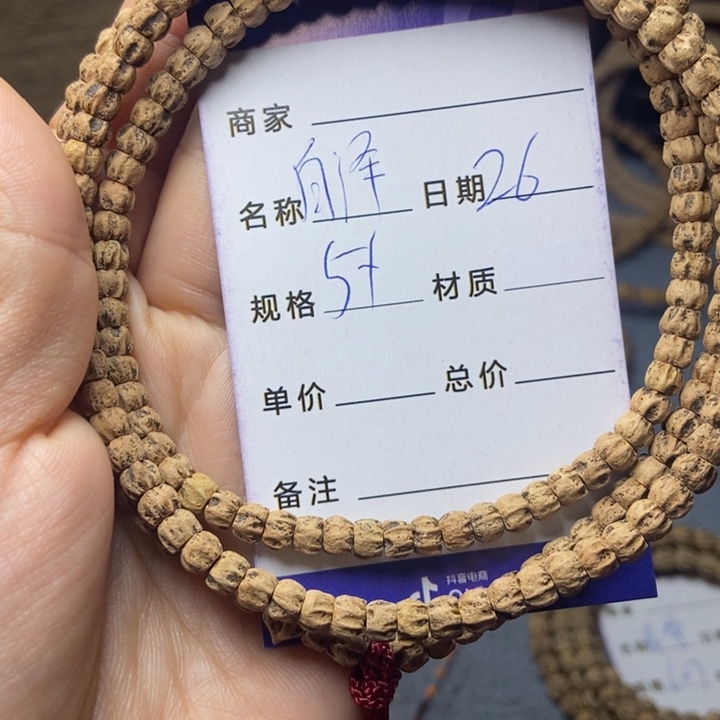 商家
名称 白泽 日期 26
规格 57 材质
单价 总价
备注
抖音电商